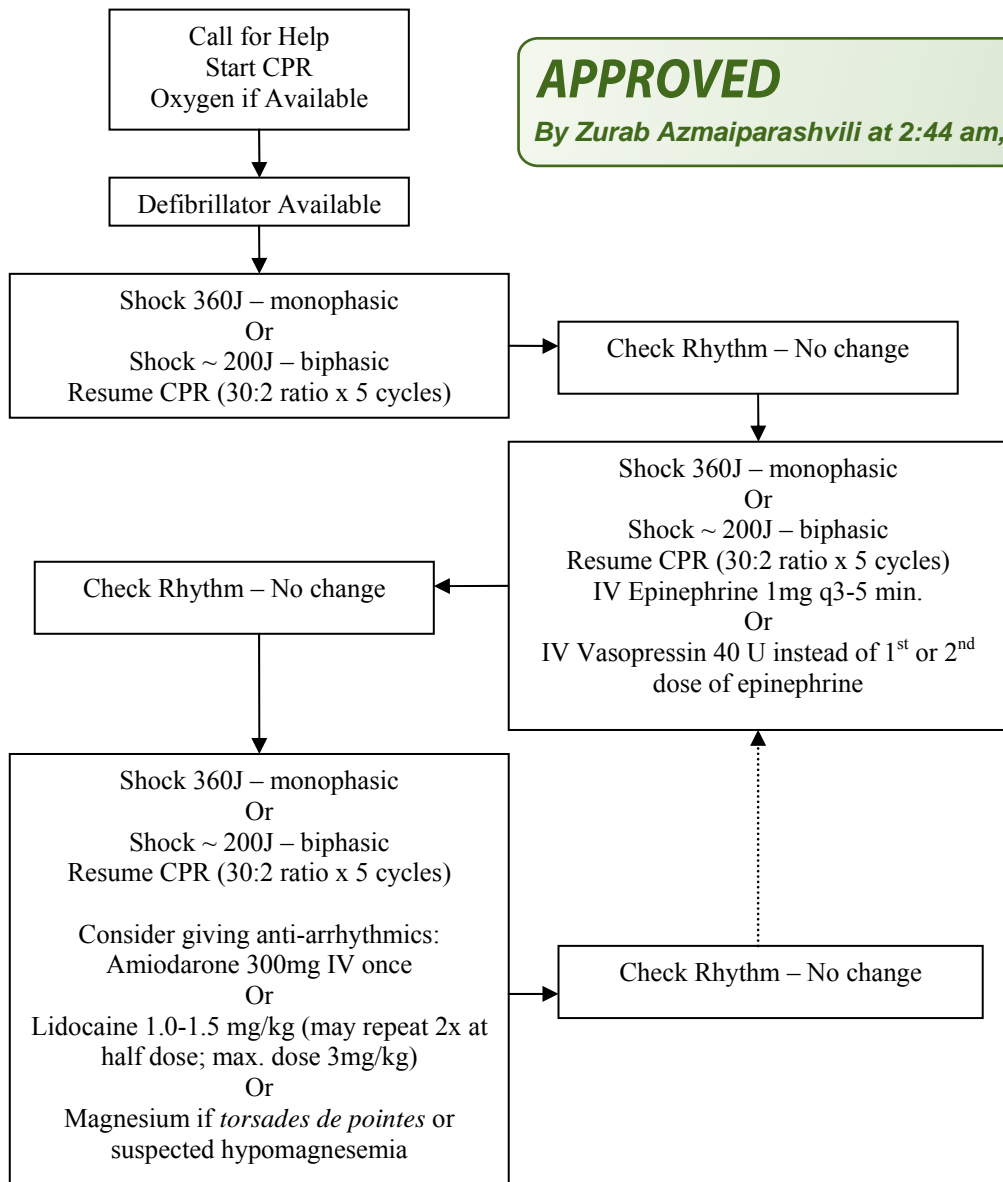 Call for Help
Start CPR
Oxygen if Available
APPROVED
By Zurab Azmaiparashvili at 2:44 am,
Defibrillator Available
Shock 360J – monophasic
Or
Shock ~ 200J – biphasic
Resume CPR (30:2 ratio x 5 cycles)
Check Rhythm – No change
Shock 360J – monophasic
Or
Shock ~ 200J – biphasic
Resume CPR (30:2 ratio x 5 cycles)
IV Epinephrine 1mg q3-5 min.
Or
IV Vasopressin 40 U instead of 1st or 2nd
dose of epinephrine
Check Rhythm – No change
Shock 360J – monophasic
Or
Shock ~ 200J – biphasic
Resume CPR (30:2 ratio x 5 cycles)
Consider giving anti-arrhythmics:
Amiodarone 300mg IV once
Or
Lidocaine 1.0-1.5 mg/kg (may repeat 2x at
half dose; max. dose 3mg/kg)
Or
Magnesium if torsades de pointes or
suspected hypomagnesemia
Check Rhythm – No change